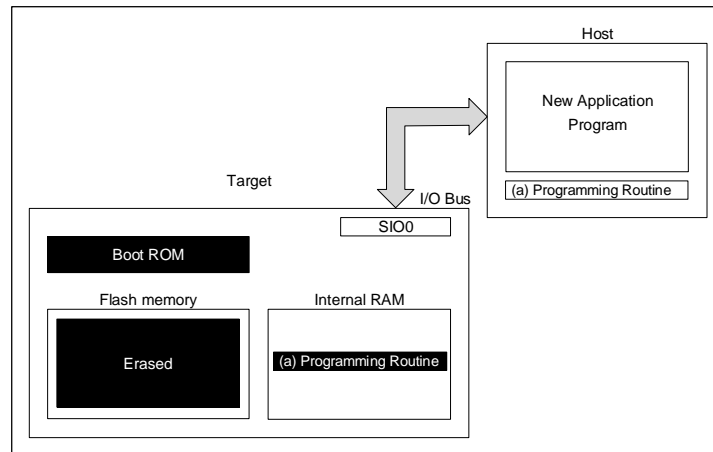 Host
New Application
Program
(a) Programming Routine
Target
I/O Bus
SIO0
Boot ROM
Flash memory
Internal RAM
Erased
(a) Programming Routine